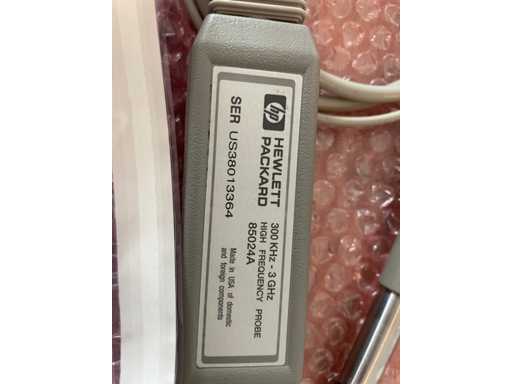 hp
HEWLETT
PACKARD
300 KHz - 3 GHz
HIGH FREQUENCY PROBE
85024A
SER US38013364
Made in USA of domestic
and foreign components